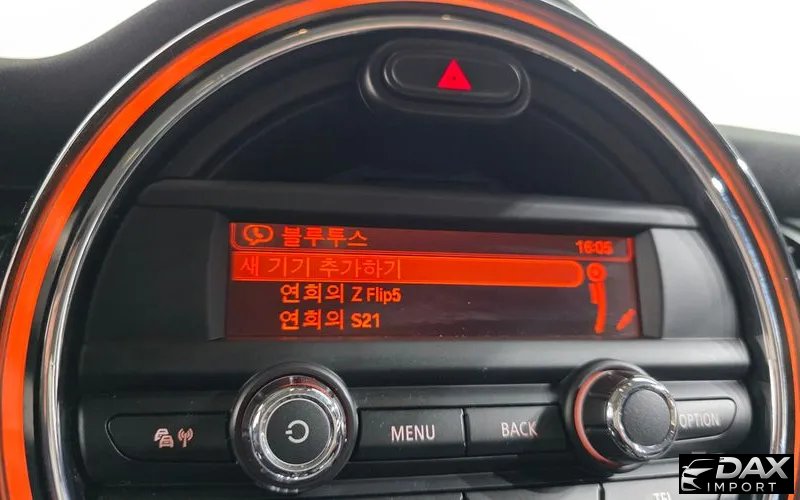 블루투스 16:05
새 기기 추가하기
연희의 Z Flip5
연희의 S21
MENU
BACK
OPTION
TEL
DAX
IMPORT